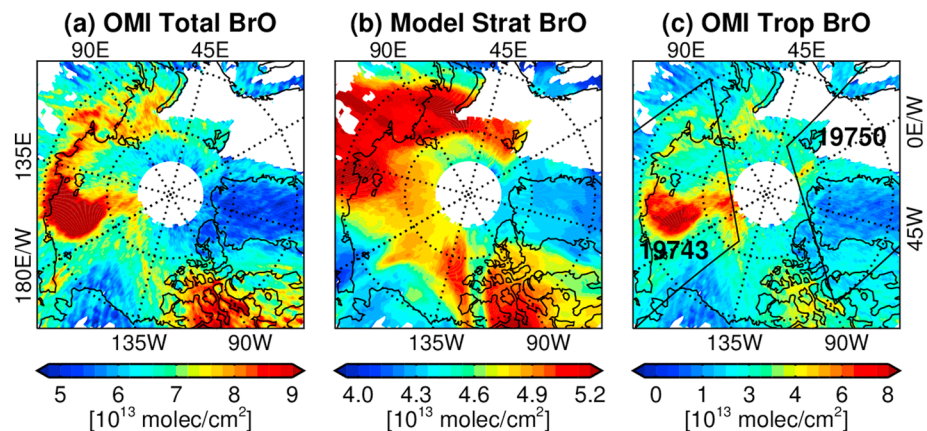 (a) OMI Total BrO (b) Model Strat BrO (c) OMI Trop BrO
90E 45E 90E 45E 90E 45E
135E
180E/W
0E/W
45W
19750
19743
135W 90W 135W 90W 135W 90W
5 6 7 8 9 4.0 4.3 4.6 4.9 5.2 0 1 3 4 6 8
[10¹³ molec/cm²] [10¹³ molec/cm²] [10¹³ molec/cm²]